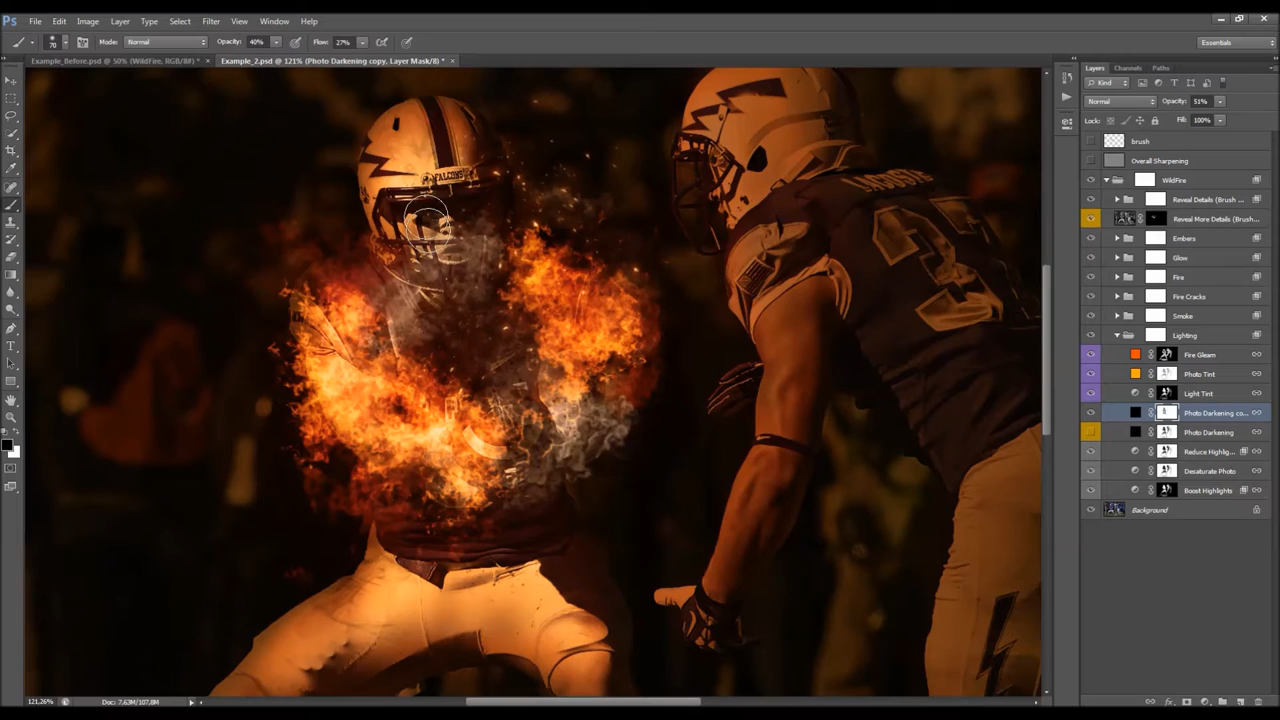 Ps File Edit Image Layer Type Select Filter View Window Help
70 Mode: Normal Opacity: 40% Flow: 27% Essentials
Example_Before.psd @ 50% (WildFire, RGB/8#) * × Example_2.psd @ 121% (Photo Darkening copy, Layer Mask/8) * ×
Layers Channels Paths
Kind
Normal Opacity: 51%
Lock: Fill: 100%
brush
Overall Sharpening
WildFire
Reveal Details (Brush ...
Reveal More Details (Brush...
Embers
Glow
Fire
Fire Cracks
Smoke
Lighting
Fire Gleam
Photo Tint
Light Tint
Photo Darkening co...
Photo Darkening
Reduce Highlig...
Desaturate Photo
Boost Highlights
Background
FALCONS
3
121.26% Doc: 7.63M/107.8M